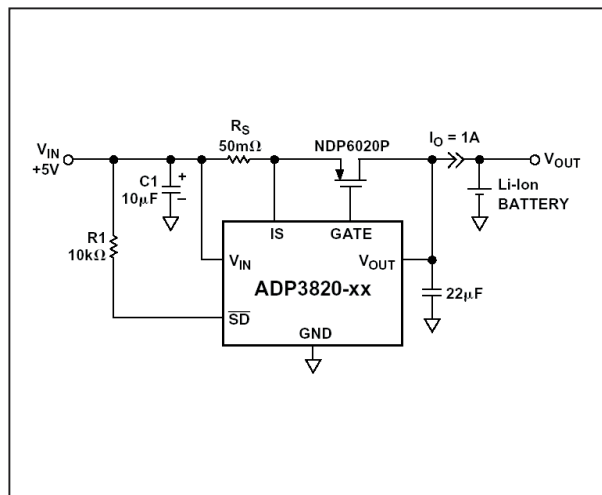 V_IN
+5V
R_S
50mΩ
NDP6020P
I_O = 1A
V_OUT
C1
10μF
+
−
Li-Ion
BATTERY
R1
10kΩ
IS
GATE
V_IN
V_OUT
ADP3820-xx
22μF
SD̅
GND